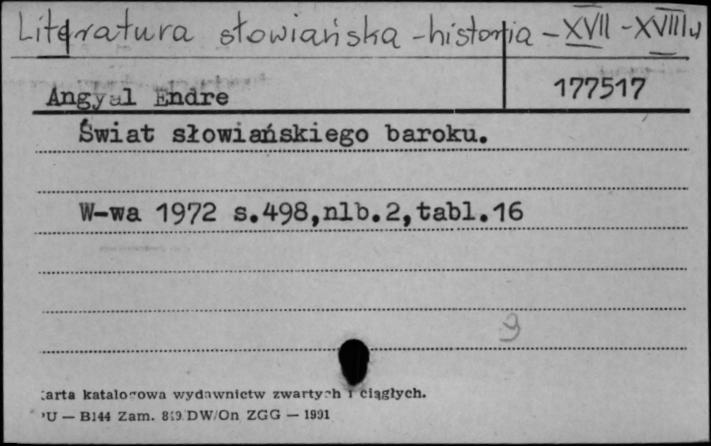 Literatura słowiańska - historia - XVII - XVIII w
Angyal Endre 177517
Świat słowiańskiego baroku.
W-wa 1972 s.498,nlb.2,tabl.16
9
arta katalogowa wydawnictw zwartych i ciągłych.
PU — B144 Zam. DW/On ZGG — 1991